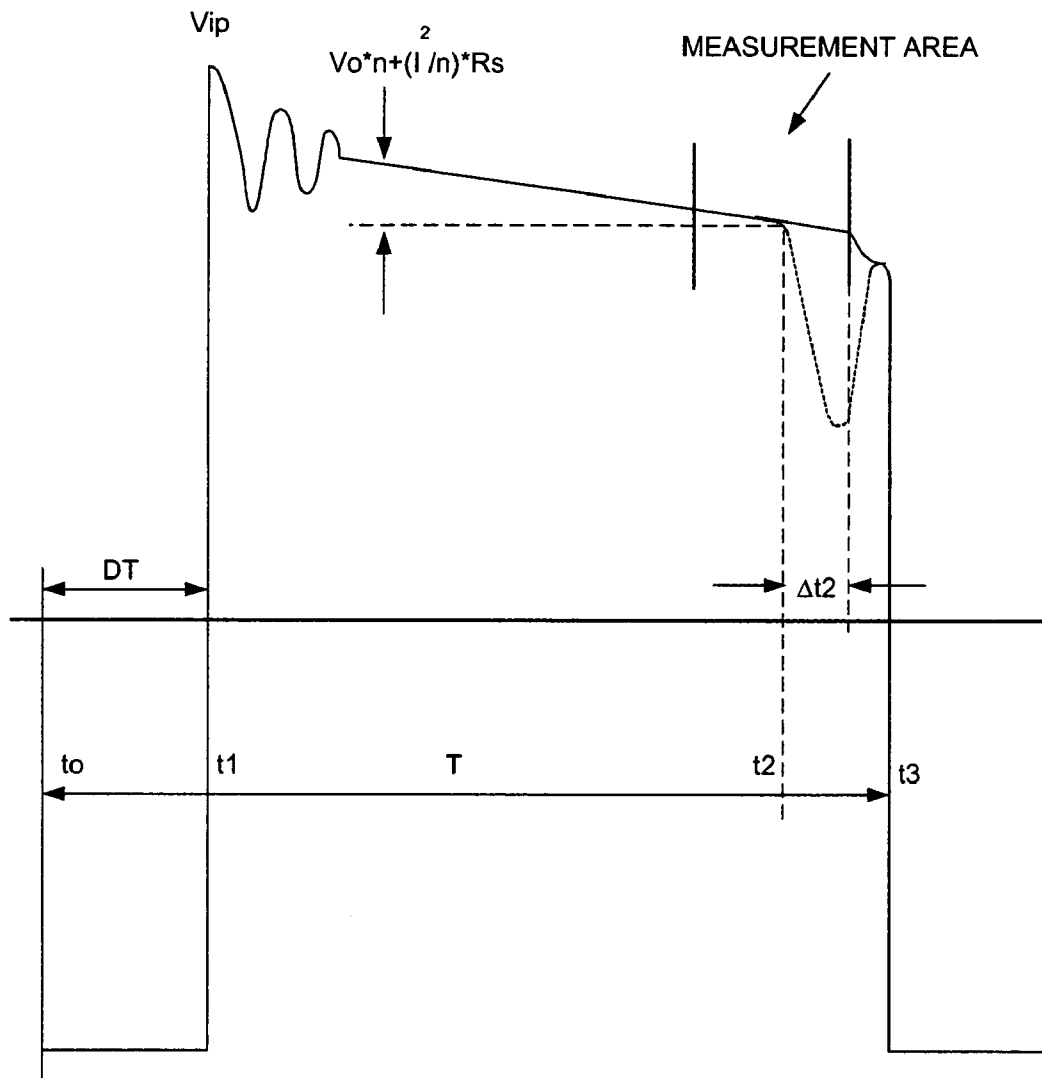 Vip
2
Vo*n+(I /n)*Rs
MEASUREMENT AREA
DT
Δt2
to
t1
T
t2
t3